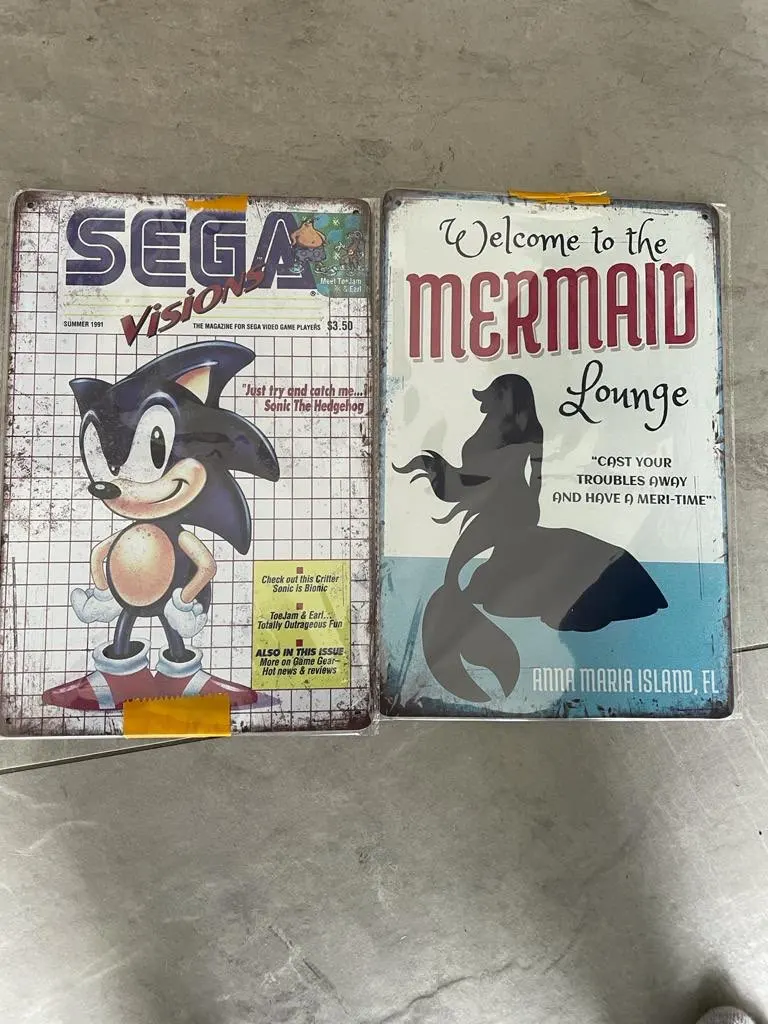 SEGA
Visions
Meet ToeJam
& Earl
®
SUMMER 1991
THE MAGAZINE FOR SEGA VIDEO GAME PLAYERS
$3.50
"Just try and catch me...
Sonic The Hedgehog
Check out this Critter
Sonic is Bionic
ToeJam & Earl...
Totally Outrageous Fun
ALSO IN THIS ISSUE
More on Game Gear—
Hot news & reviews
Welcome to the
MERMAID
Lounge
“CAST YOUR
TROUBLES AWAY
AND HAVE A MERI-TIME”
ANNA MARIA ISLAND, FL